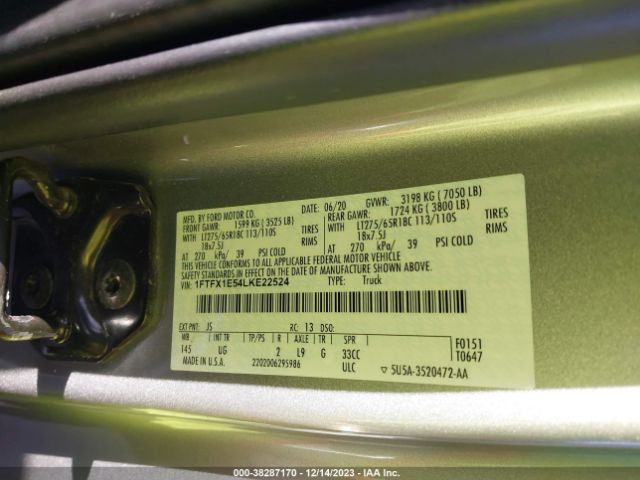 MFD. BY FORD MOTOR CO. DATE: 06/20 GVWR: 3198 KG ( 7050 LB)
FRONT GAWR: 1599 KG ( 3525 LB) REAR GAWR: 1724 KG ( 3800 LB)
WITH LT275/65R18C 113/110S TIRES WITH LT275/65R18C 113/110S TIRES
18x7.5J RIMS 18x7.5J RIMS
AT 270 kPa/ 39 PSI COLD AT 270 kPa/ 39 PSI COLD
THIS VEHICLE CONFORMS TO ALL APPLICABLE FEDERAL MOTOR VEHICLE
SAFETY STANDARDS IN EFFECT ON THE DATE OF MANUFACTURE SHOWN ABOVE.
VIN: 1FTFX1E54LKE22524 TYPE: Truck
EXT PNT: JS RC: 13 DSO:
WB INT TR TP/PS R AXLE TR SPR F0151
145 UG 2 L9 G 33CC T0647
MADE IN U.S.A. 2202006295986 ULC ▽ 5U5A-3520472-AA
000-38287170 - 12/14/2023 - IAA Inc.